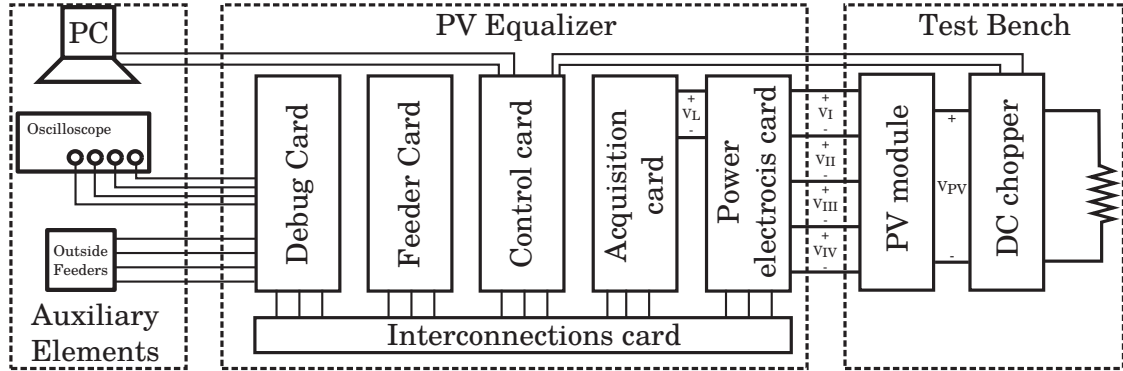 PC
PV Equalizer
Test Bench
Oscilloscope
Outside
Feeders
Auxiliary
Elements
Debug Card
Feeder Card
Control card
Acquisition
card
+
vL
-
Power
electrocis card
+
vI
-
+
vII
-
+
vIII
-
+
vIV
-
PV module
+
vPV
-
DC chopper
Interconnections card